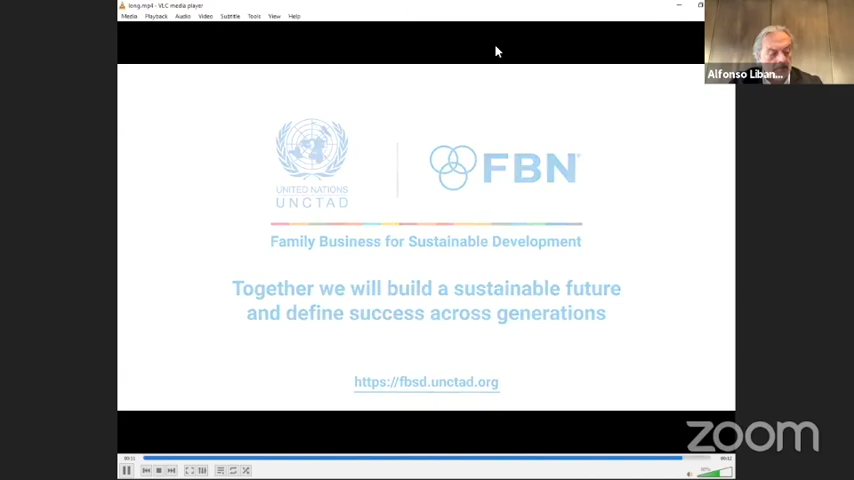 long.mp4 - VLC media player
Media Playback Audio Video Subtitle Tools View Help
Alfonso Liban...
UNITED NATIONS
UNCTAD
FBN
Family Business for Sustainable Development
Together we will build a sustainable future
and define success across generations
https://fbsd.unctad.org
zoom